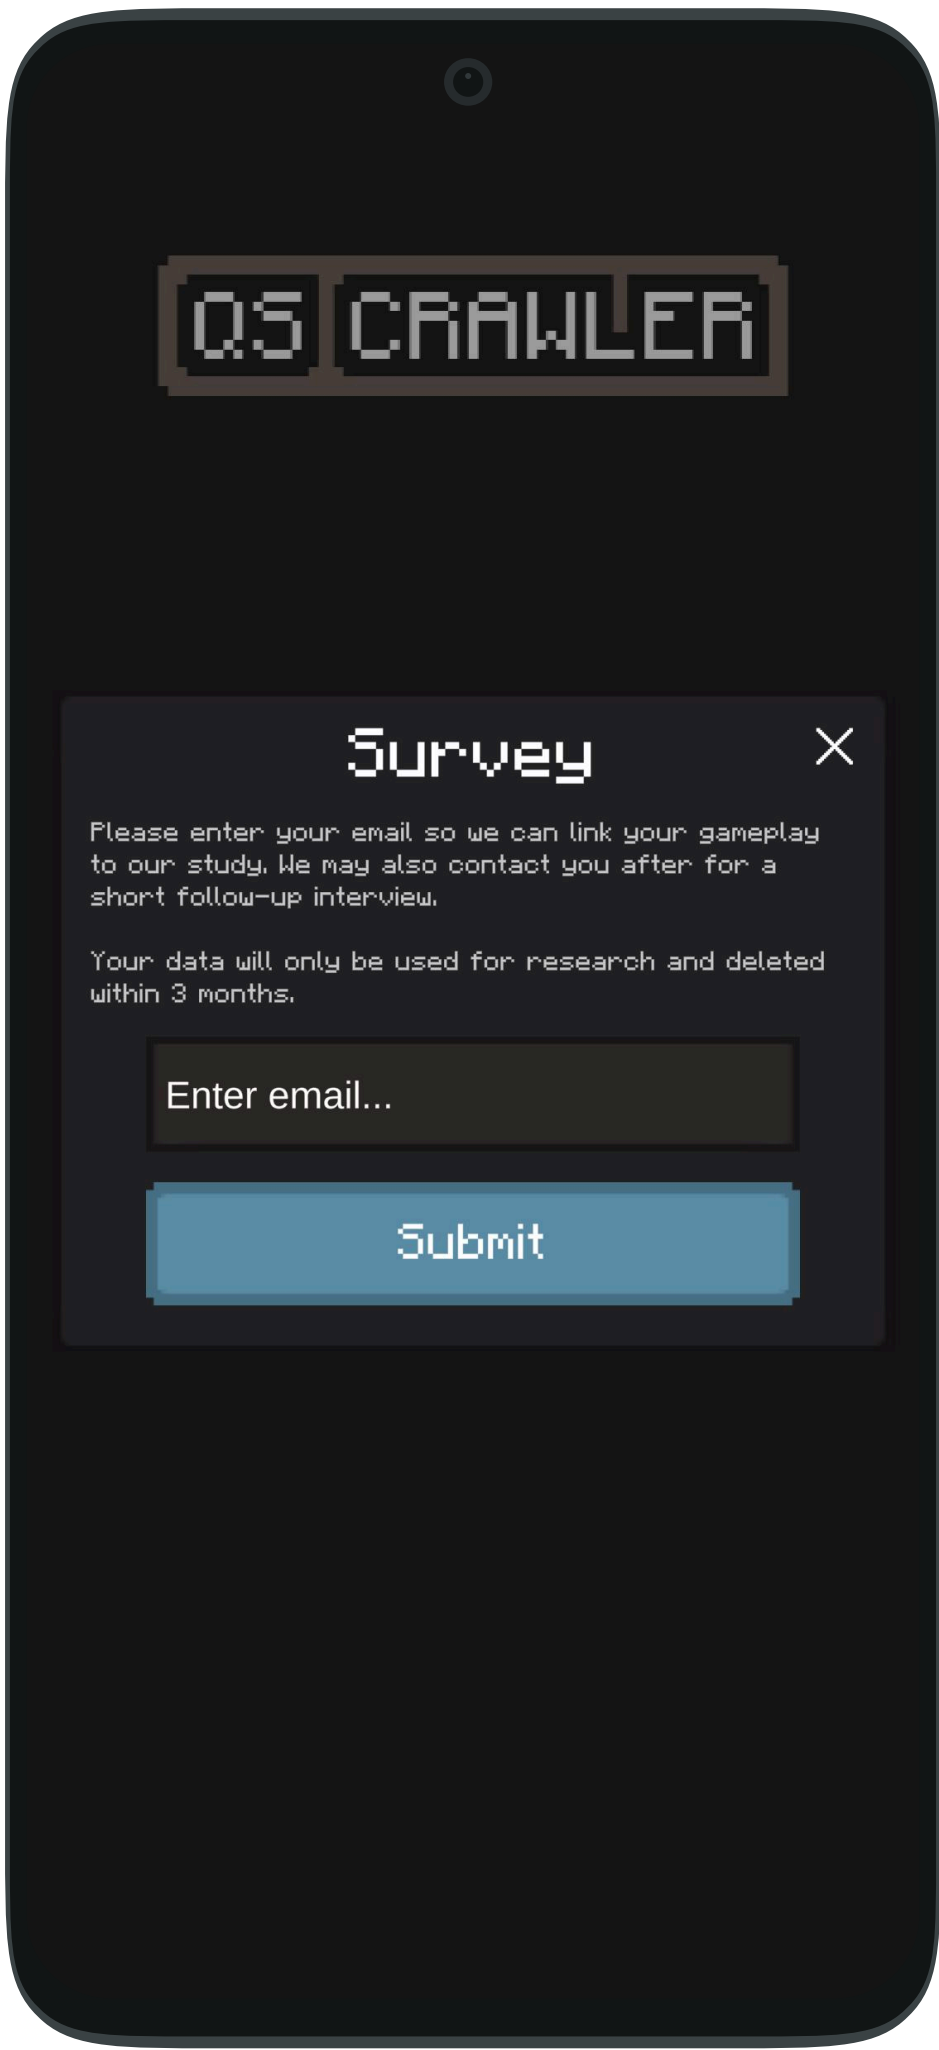 QS CRAWLER
Survey
Please enter your email so we can link your gameplay
to our study. We may also contact you after for a
short follow-up interview.
Your data will only be used for research and deleted
within 3 months.
Enter email...
Submit